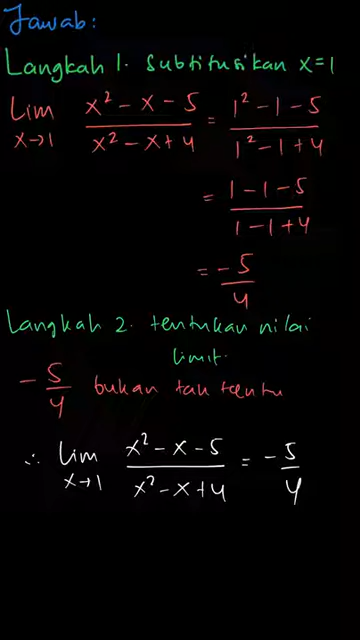 Jawab:
Langkah 1. Subtitusikan x=1
Lim x→1 (x² - x - 5)/(x² - x + 4) = (1² - 1 - 5)/(1² - 1 + 4)
= (1 - 1 - 5)/(1 - 1 + 4)
= -5/4
Langkah 2. tentukan nilai
limit.
-5/4 bukan tak tentu
∴ Lim x→1 (x² - x - 5)/(x² - x + 4) = -5/4